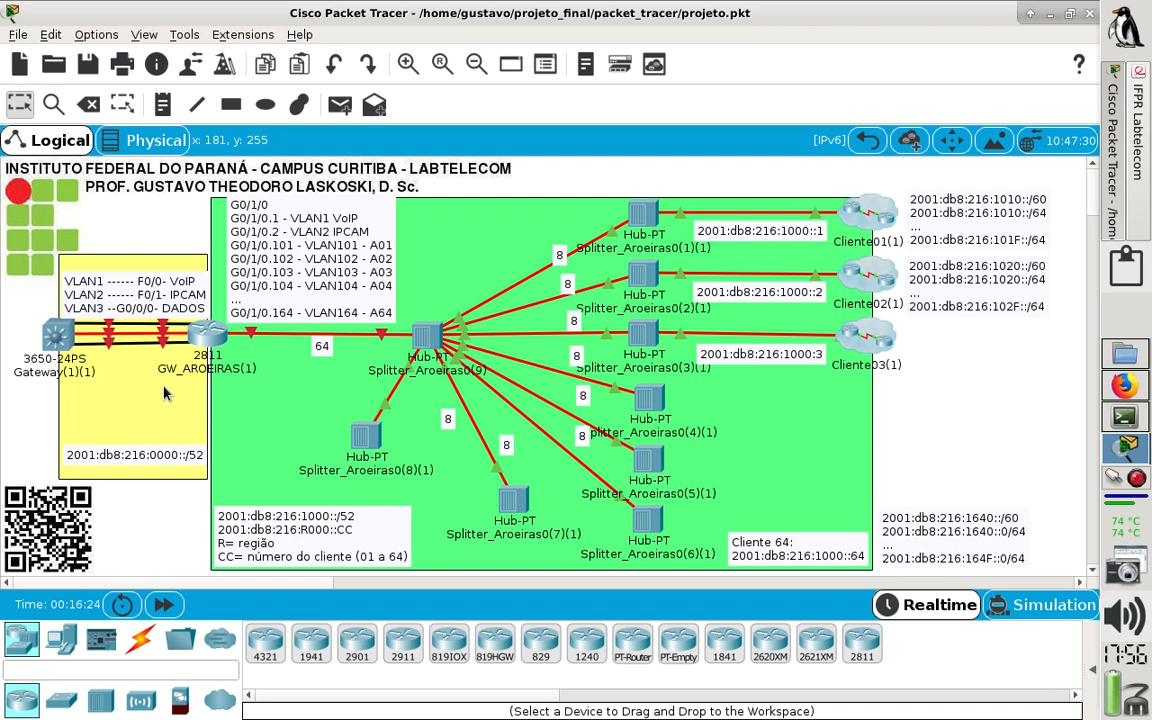 Cisco Packet Tracer - /home/gustavo/projeto_final/packet_tracer/projeto.pkt
File Edit Options View Tools Extensions Help
Logical Physical x: 181, y: 255 [IPv6] 10:47:30
INSTITUTO FEDERAL DO PARANÁ - CAMPUS CURITIBA - LABTELECOM
PROF. GUSTAVO THEODORO LASKOSKI, D. Sc.
G0/1/0
G0/1/0.1 - VLAN1 VoIP
G0/1/0.2 - VLAN2 IPCAM
G0/1/0.101 - VLAN101 - A01
G0/1/0.102 - VLAN102 - A02
G0/1/0.103 - VLAN103 - A03
G0/1/0.104 - VLAN104 - A04
...
G0/1/0.164 - VLAN164 - A64
VLAN1 ------ F0/0- VoIP
VLAN2 ------ F0/1- IPCAM
VLAN3 --G0/0/0- DADOS
3650-24PS
Gateway(1)(1)
2811
GW_AROEIRAS(1)
2001:db8:216:0000::/52
64
Hub-PT
Splitter_Aroeiras0(9)
8
8
8
8
8
8
8
8
Hub-PT
Splitter_Aroeiras0(1)(1)
Hub-PT
Splitter_Aroeiras0(2)(1)
Hub-PT
Splitter_Aroeiras0(3)(1)
Hub-PT
plitter_Aroeiras0(4)(1)
Hub-PT
Splitter_Aroeiras0(5)(1)
Hub-PT
Splitter_Aroeiras0(6)(1)
Hub-PT
Splitter_Aroeiras0(7)(1)
Hub-PT
Splitter_Aroeiras0(8)(1)
2001:db8:216:1000::1
2001:db8:216:1000::2
2001:db8:216:1000:3
Cliente01(1)
Cliente02(1)
Cliente03(1)
2001:db8:216:1010::/60
2001:db8:216:1010::/64
...
2001:db8:216:101F::/64
2001:db8:216:1020::/60
2001:db8:216:1020::/64
...
2001:db8:216:102F::/64
2001:db8:216:1000::/52
2001:db8:216:R000::CC
R= região
CC= número do cliente (01 a 64)
Cliente 64:
2001:db8:216:1000::64
2001:db8:216:1640::/60
2001:db8:216:1640::0/64
...
2001:db8:216:164F::0/64
Time: 00:16:24 Realtime Simulation
4321 1941 2901 2911 819IOX 819HGW 829 1240 PT-Router PT-Empty 1841 2620XM 2621XM 2811
(Select a Device to Drag and Drop to the Workspace)
Cisco Packet Tracer - /hom
IFPR Labtelecom
74 °C
74 °C
17:56